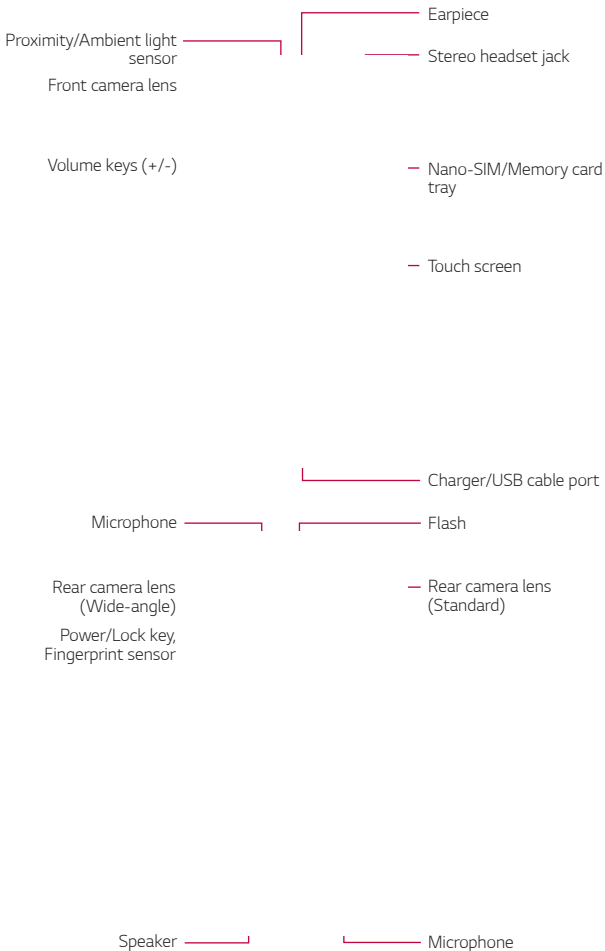 Earpiece
Proximity/Ambient light
sensor
Stereo headset jack
Front camera lens
Volume keys (+/-)
Nano-SIM/Memory card
tray
Touch screen
Charger/USB cable port
Microphone
Flash
Rear camera lens
(Wide-angle)
Rear camera lens
(Standard)
Power/Lock key,
Fingerprint sensor
Speaker
Microphone